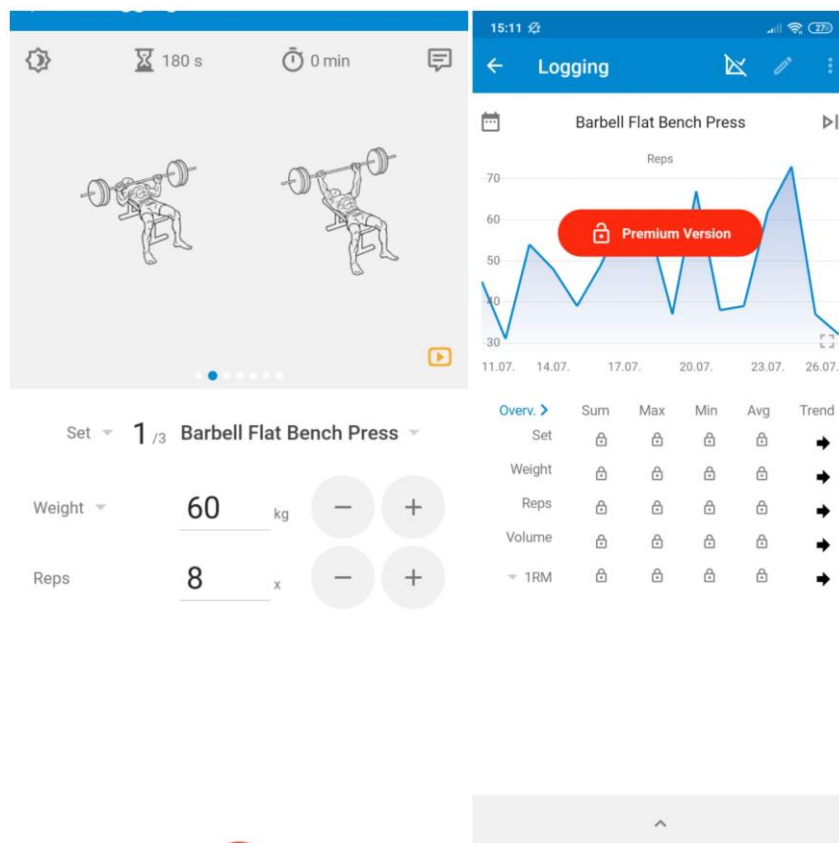 180 s
0 min
Set 1 /3 Barbell Flat Bench Press
Weight 60 kg
Reps 8 x
15:11
27
Logging
Barbell Flat Bench Press
Reps
70
60
Premium Version
50
40
30
11.07. 14.07. 17.07. 20.07. 23.07. 26.07.
Overv. Sum Max Min Avg Trend
Set
Weight
Reps
Volume
1RM